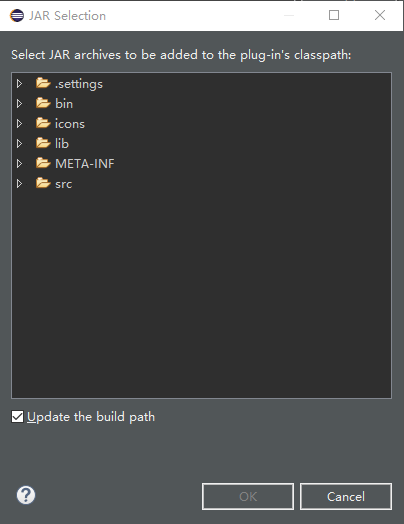 JAR Selection
Select JAR archives to be added to the plug-in's classpath:
.settings
bin
icons
lib
META-INF
src
Update the build path
?
OK
Cancel